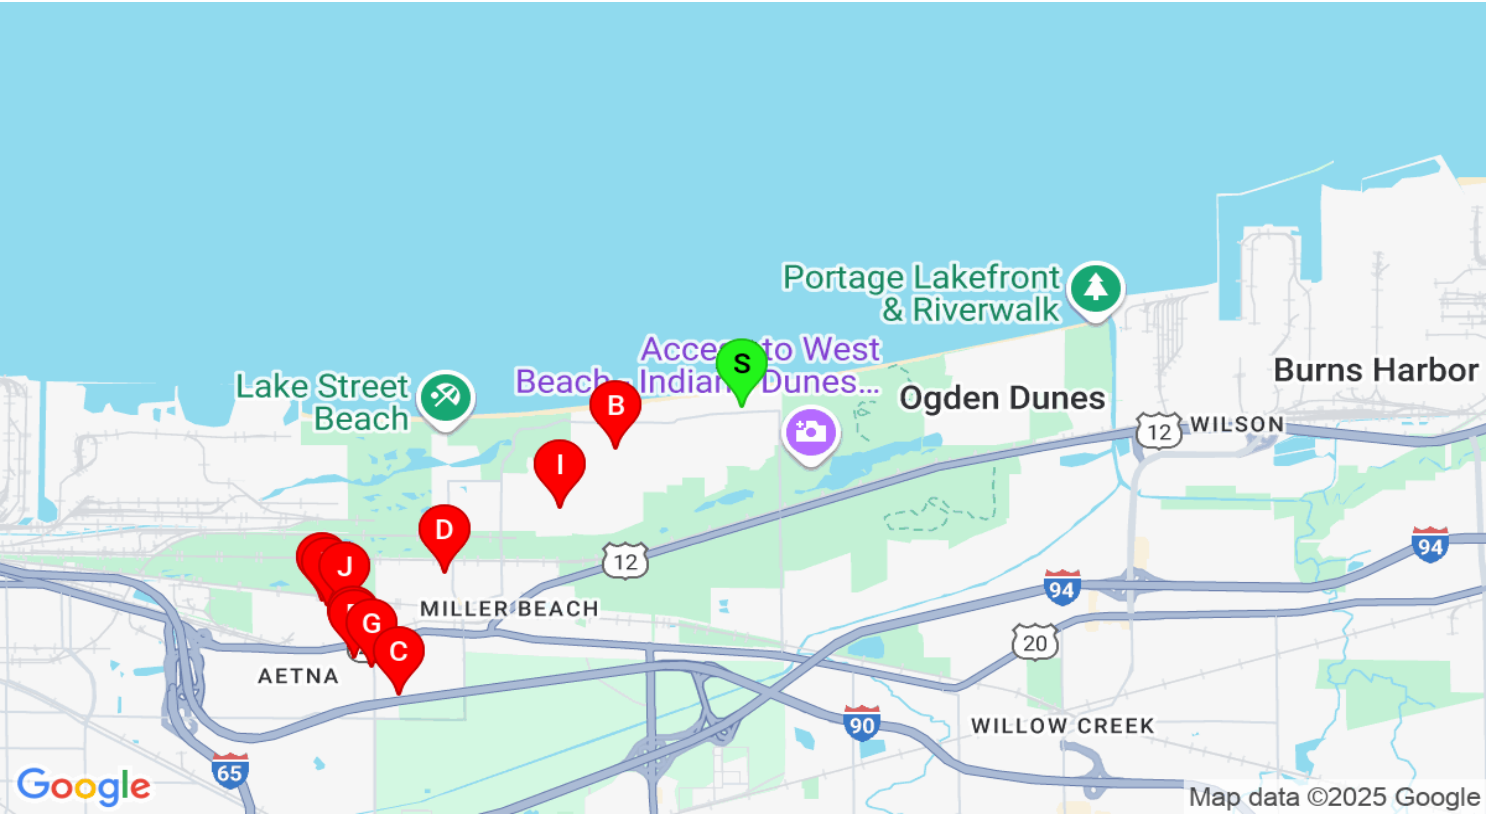 Portage Lakefront
& Riverwalk
S
Access to West
Beach- Indiana Dunes...
Lake Street
Beach
B
Burns Harbor
Ogden Dunes
12
WILSON
I
D
J
12
94
94
MILLER BEACH
G
C
20
AETNA
WILLOW CREEK
90
65
Google
Map data ©2025 Google